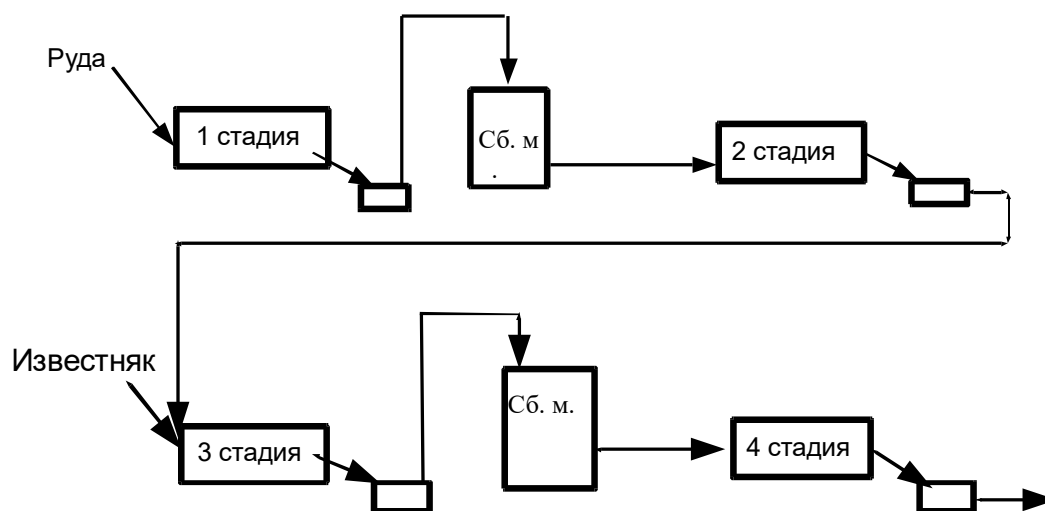 Руда
1 стадия
Сб. м
.
2 стадия
Известняк
3 стадия
Сб. м.
4 стадия